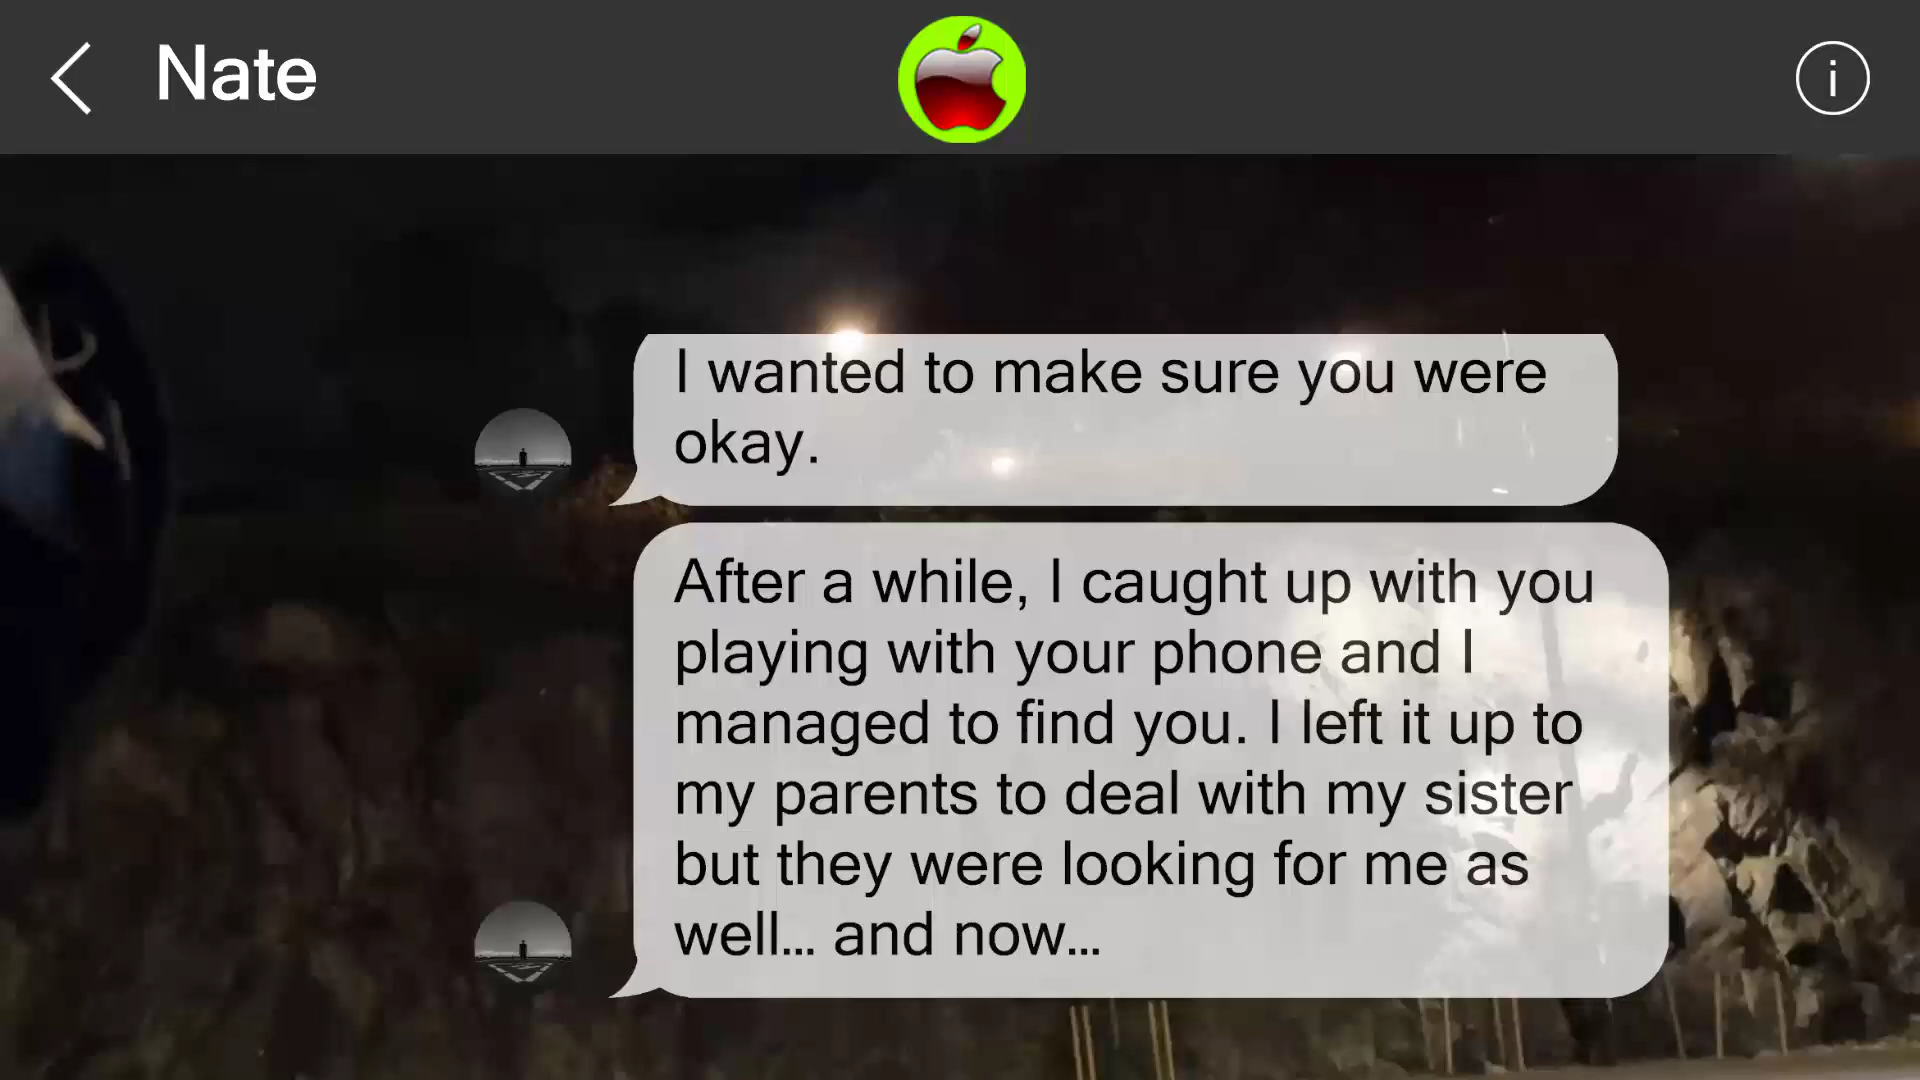 Nate
i
I wanted to make sure you were
okay.
After a while, I caught up with you
playing with your phone and I
managed to find you. I left it up to
my parents to deal with my sister
but they were looking for me as
well... and now...